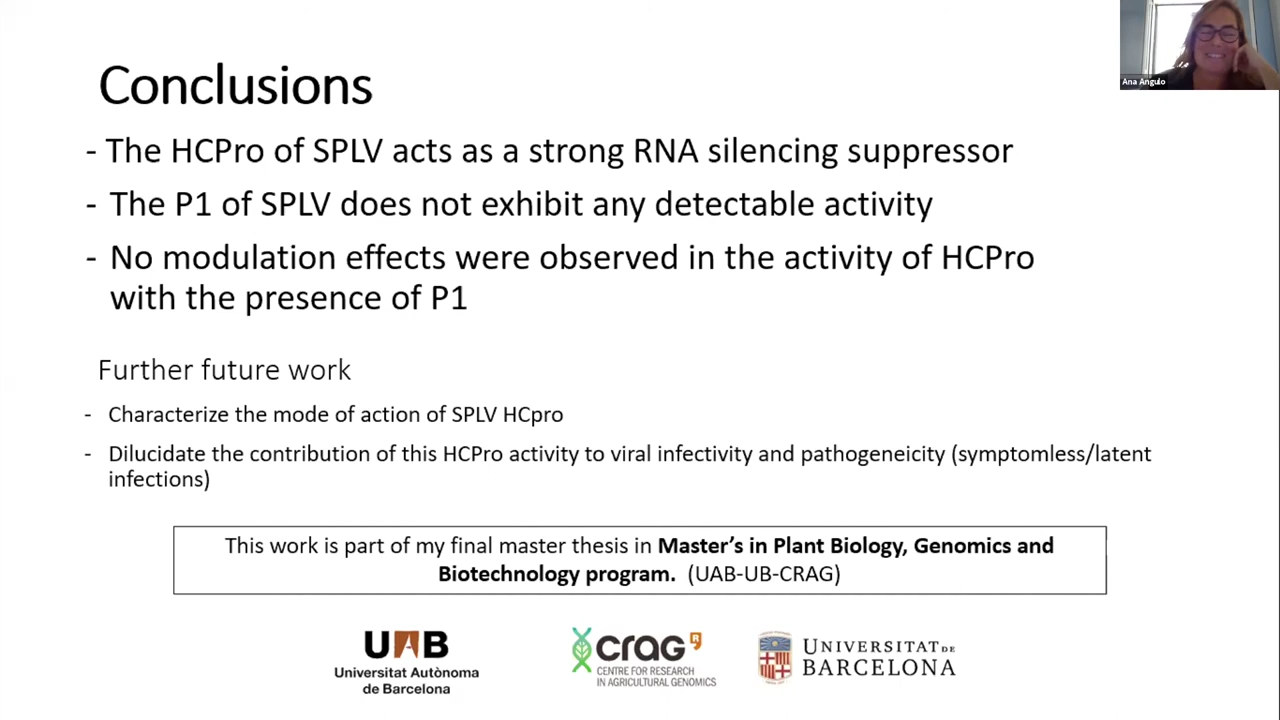 Ana Angulo
Conclusions
- The HCPro of SPLV acts as a strong RNA silencing suppressor
- The P1 of SPLV does not exhibit any detectable activity
- No modulation effects were observed in the activity of HCPro
with the presence of P1
Further future work
- Characterize the mode of action of SPLV HCpro
- Dilucidate the contribution of this HCPro activity to viral infectivity and pathogeneicity (symptomless/latent
infections)
This work is part of my final master thesis in Master’s in Plant Biology, Genomics and
Biotechnology program. (UAB-UB-CRAG)
UAB
Universitat Autònoma
de Barcelona
CRAG R
CENTRE FOR RESEARCH
IN AGRICULTURAL GENOMICS
UNIVERSITAT DE
BARCELONA